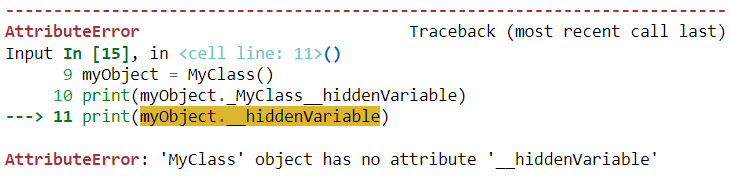 ---------------------------------------------------------------------------
AttributeError                            Traceback (most recent call last)
Input In [15], in <cell line: 11>()
      9 myObject = MyClass()
     10 print(myObject._MyClass__hiddenVariable)
---> 11 print(myObject.__hiddenVariable)

AttributeError: 'MyClass' object has no attribute '__hiddenVariable'